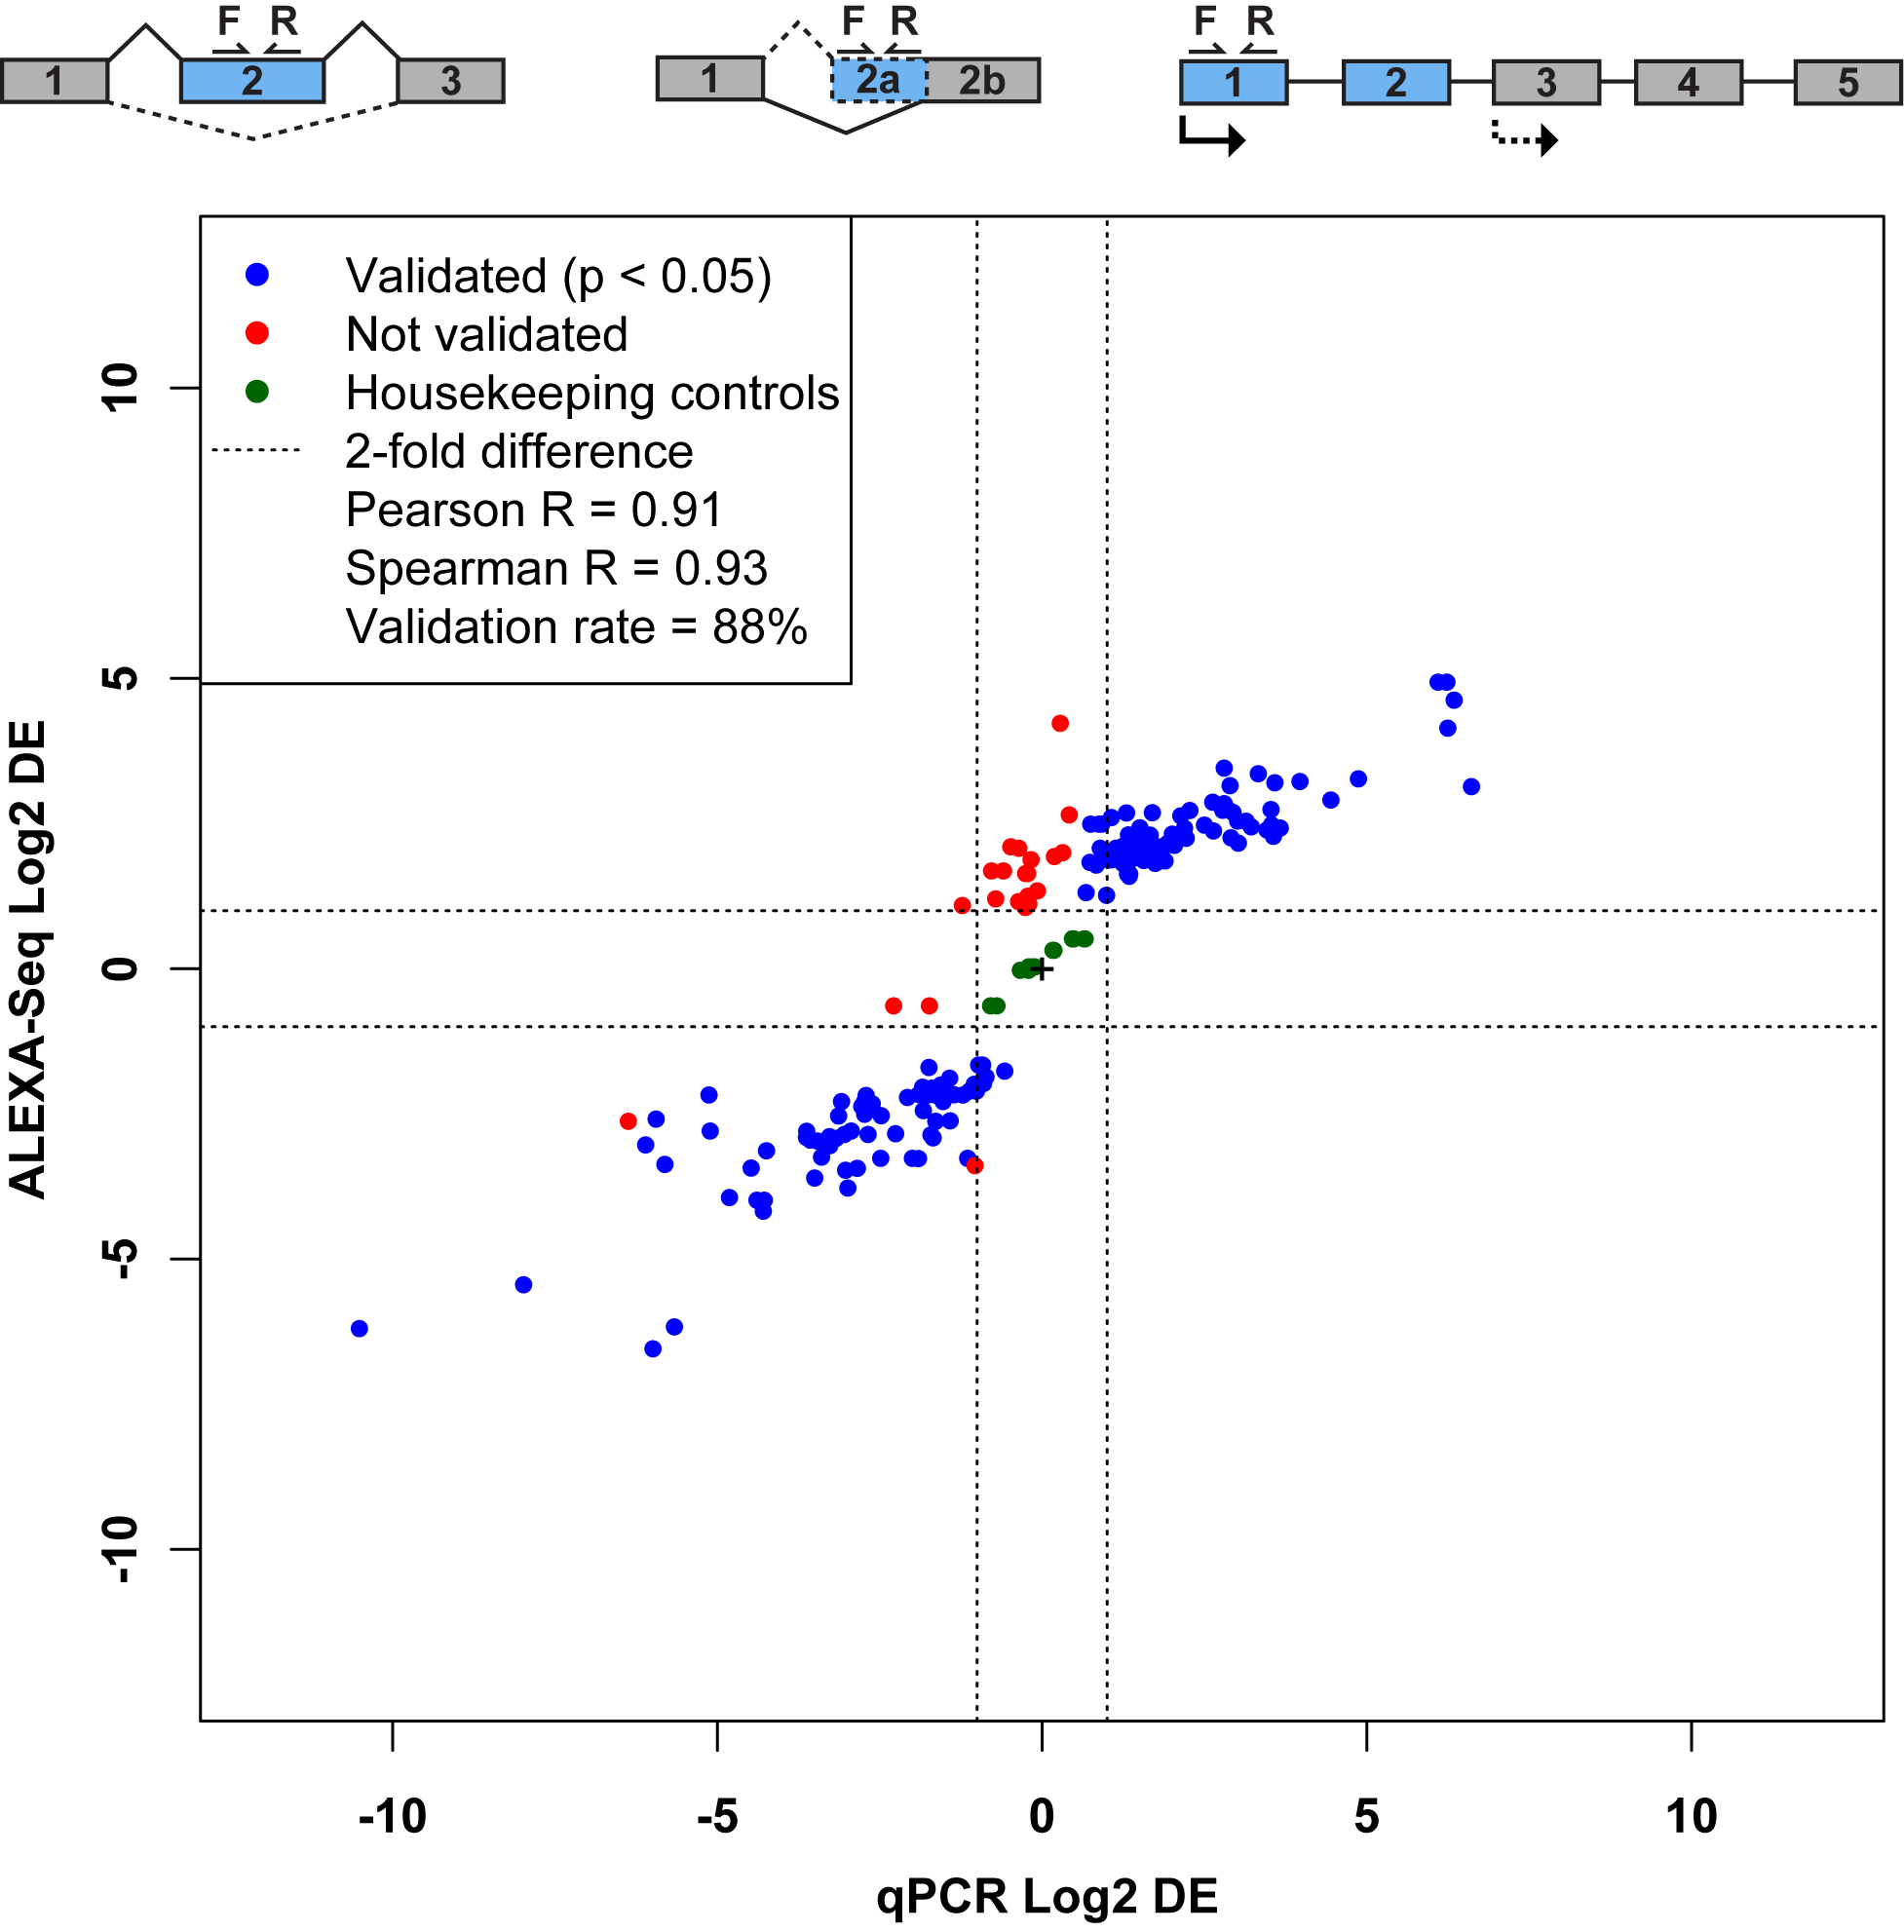 F R F R F R
1 2 3 1 2a 2b 1 2 3 4 5
Validated (p < 0.05)
Not validated
Housekeeping controls
2-fold difference
Pearson R = 0.91
Spearman R = 0.93
Validation rate = 88%
10
5
0
-5
-10
ALEXA-Seq Log2 DE
-10 -5 0 5 10
qPCR Log2 DE